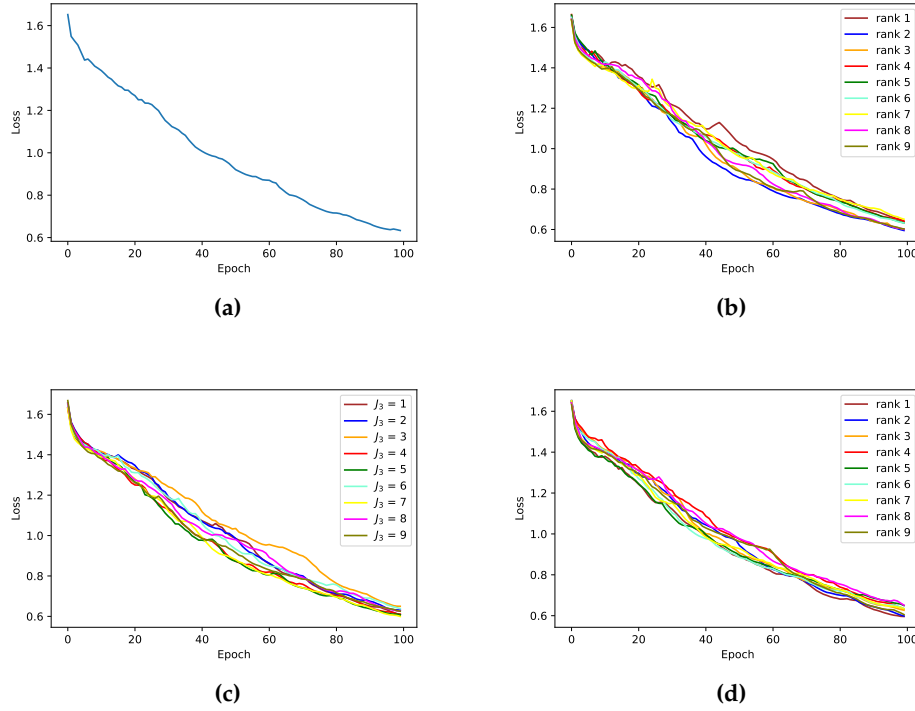 1.6
1.4
1.2
1.0
0.8
0.6
Loss
0 20 40 60 80 100
Epoch
(a)
1.6
1.4
1.2
1.0
0.8
0.6
Loss
0 20 40 60 80 100
Epoch
rank 1
rank 2
rank 3
rank 4
rank 5
rank 6
rank 7
rank 8
rank 9
(b)
1.6
1.4
1.2
1.0
0.8
0.6
Loss
0 20 40 60 80 100
Epoch
J₃ = 1
J₃ = 2
J₃ = 3
J₃ = 4
J₃ = 5
J₃ = 6
J₃ = 7
J₃ = 8
J₃ = 9
(c)
1.6
1.4
1.2
1.0
0.8
0.6
Loss
0 20 40 60 80 100
Epoch
rank 1
rank 2
rank 3
rank 4
rank 5
rank 6
rank 7
rank 8
rank 9
(d)